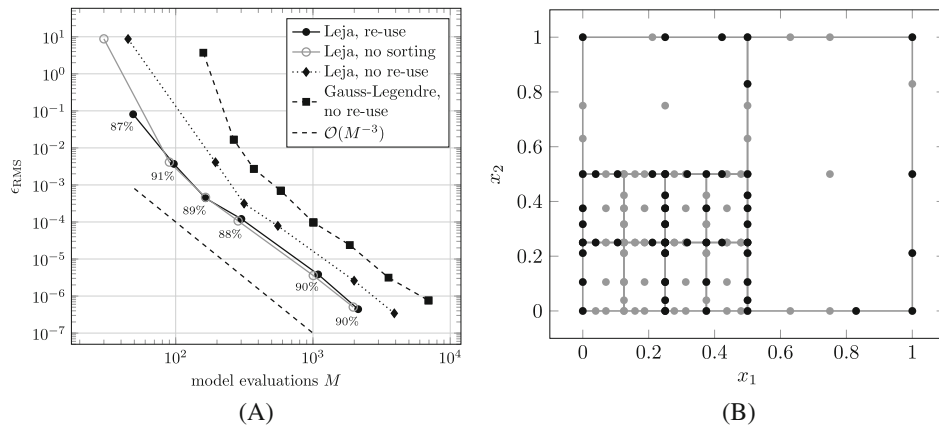 Leja, re-use
Leja, no sorting
Leja, no re-use
Gauss-Legendre,
no re-use
O(M⁻³)
10¹
10⁰
10⁻¹
10⁻²
10⁻³
10⁻⁴
10⁻⁵
10⁻⁶
10⁻⁷
ϵRMS
87%
91%
89%
88%
90%
90%
10²
10³
10⁴
model evaluations M
(A)
1
0.8
0.6
0.4
0.2
0
x₂
0
0.2
0.4
0.6
0.8
1
x₁
(B)